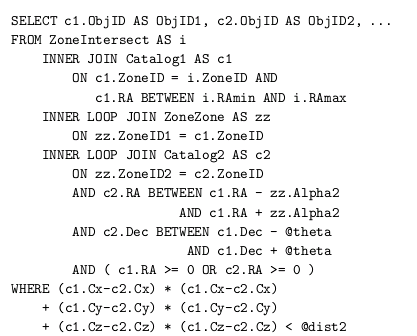 SELECT c1.ObjID AS ObjID1, c2.ObjID AS ObjID2, ...
FROM ZoneIntersect AS i
INNER JOIN Catalog1 AS c1
ON c1.ZoneID = i.ZoneID AND
c1.RA BETWEEN i.RAmin AND i.RAmax
INNER LOOP JOIN ZoneZone AS zz
ON zz.ZoneID1 = c1.ZoneID
INNER LOOP JOIN Catalog2 AS c2
ON zz.ZoneID2 = c2.ZoneID
AND c2.RA BETWEEN c1.RA - zz.Alpha2
AND c1.RA + zz.Alpha2
AND c2.Dec BETWEEN c1.Dec - @theta
AND c1.Dec + @theta
AND ( c1.RA >= 0 OR c2.RA >= 0 )
WHERE (c1.Cx-c2.Cx) * (c1.Cx-c2.Cx)
+ (c1.Cy-c2.Cy) * (c1.Cy-c2.Cy)
+ (c1.Cz-c2.Cz) * (c1.Cz-c2.Cz) < @dist2